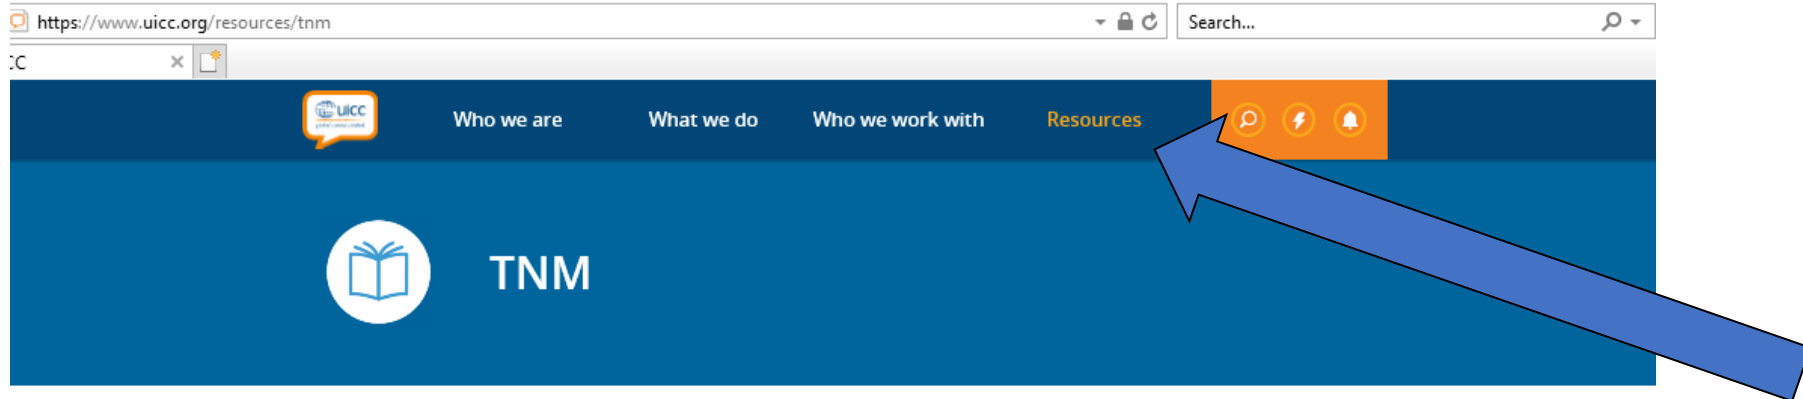 https://www.uicc.org/resources/tnm Search...
CC
uicc
Who we are What we do Who we work with Resources
TNM